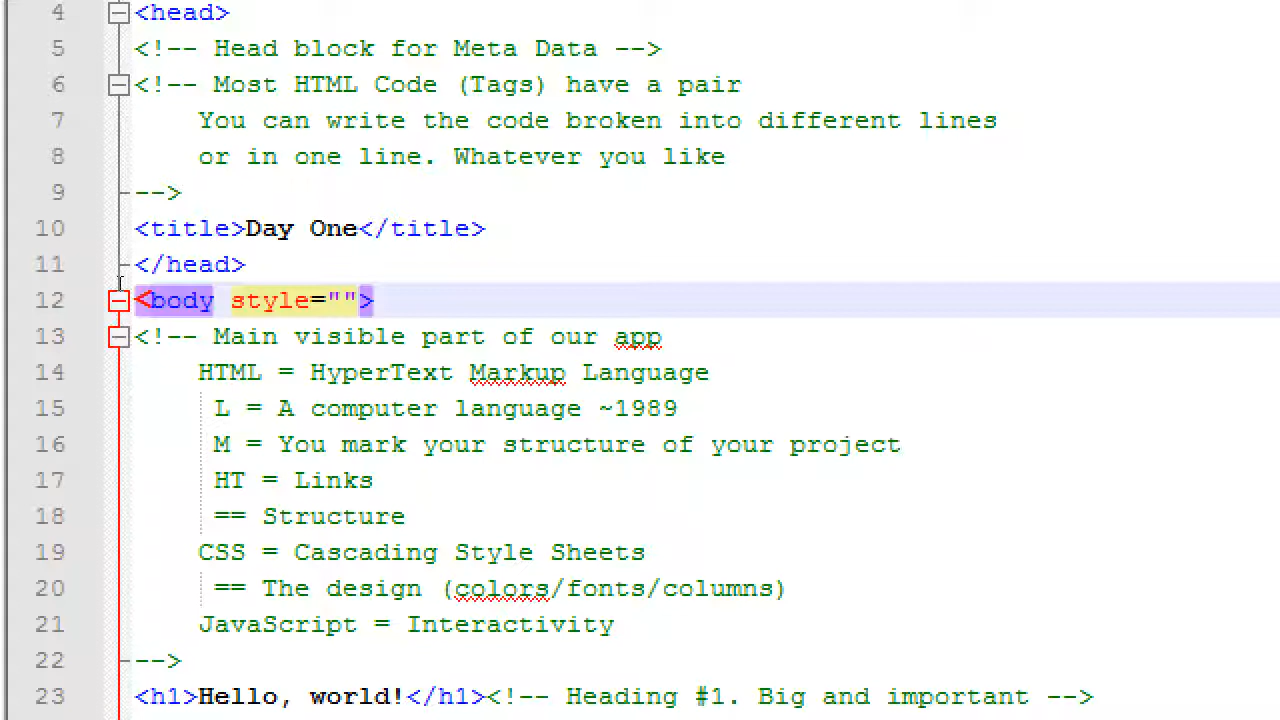 4 <head>
5 <!-- Head block for Meta Data -->
6 <!-- Most HTML Code (Tags) have a pair
7 You can write the code broken into different lines
8 or in one line. Whatever you like
9 -->
10 <title>Day One</title>
11 </head>
12 <body style="">
13 <!-- Main visible part of our app
14 HTML = HyperText Markup Language
15 L = A computer language ~1989
16 M = You mark your structure of your project
17 HT = Links
18 == Structure
19 CSS = Cascading Style Sheets
20 == The design (colors/fonts/columns)
21 JavaScript = Interactivity
22 -->
23 <h1>Hello, world!</h1><!-- Heading #1. Big and important -->